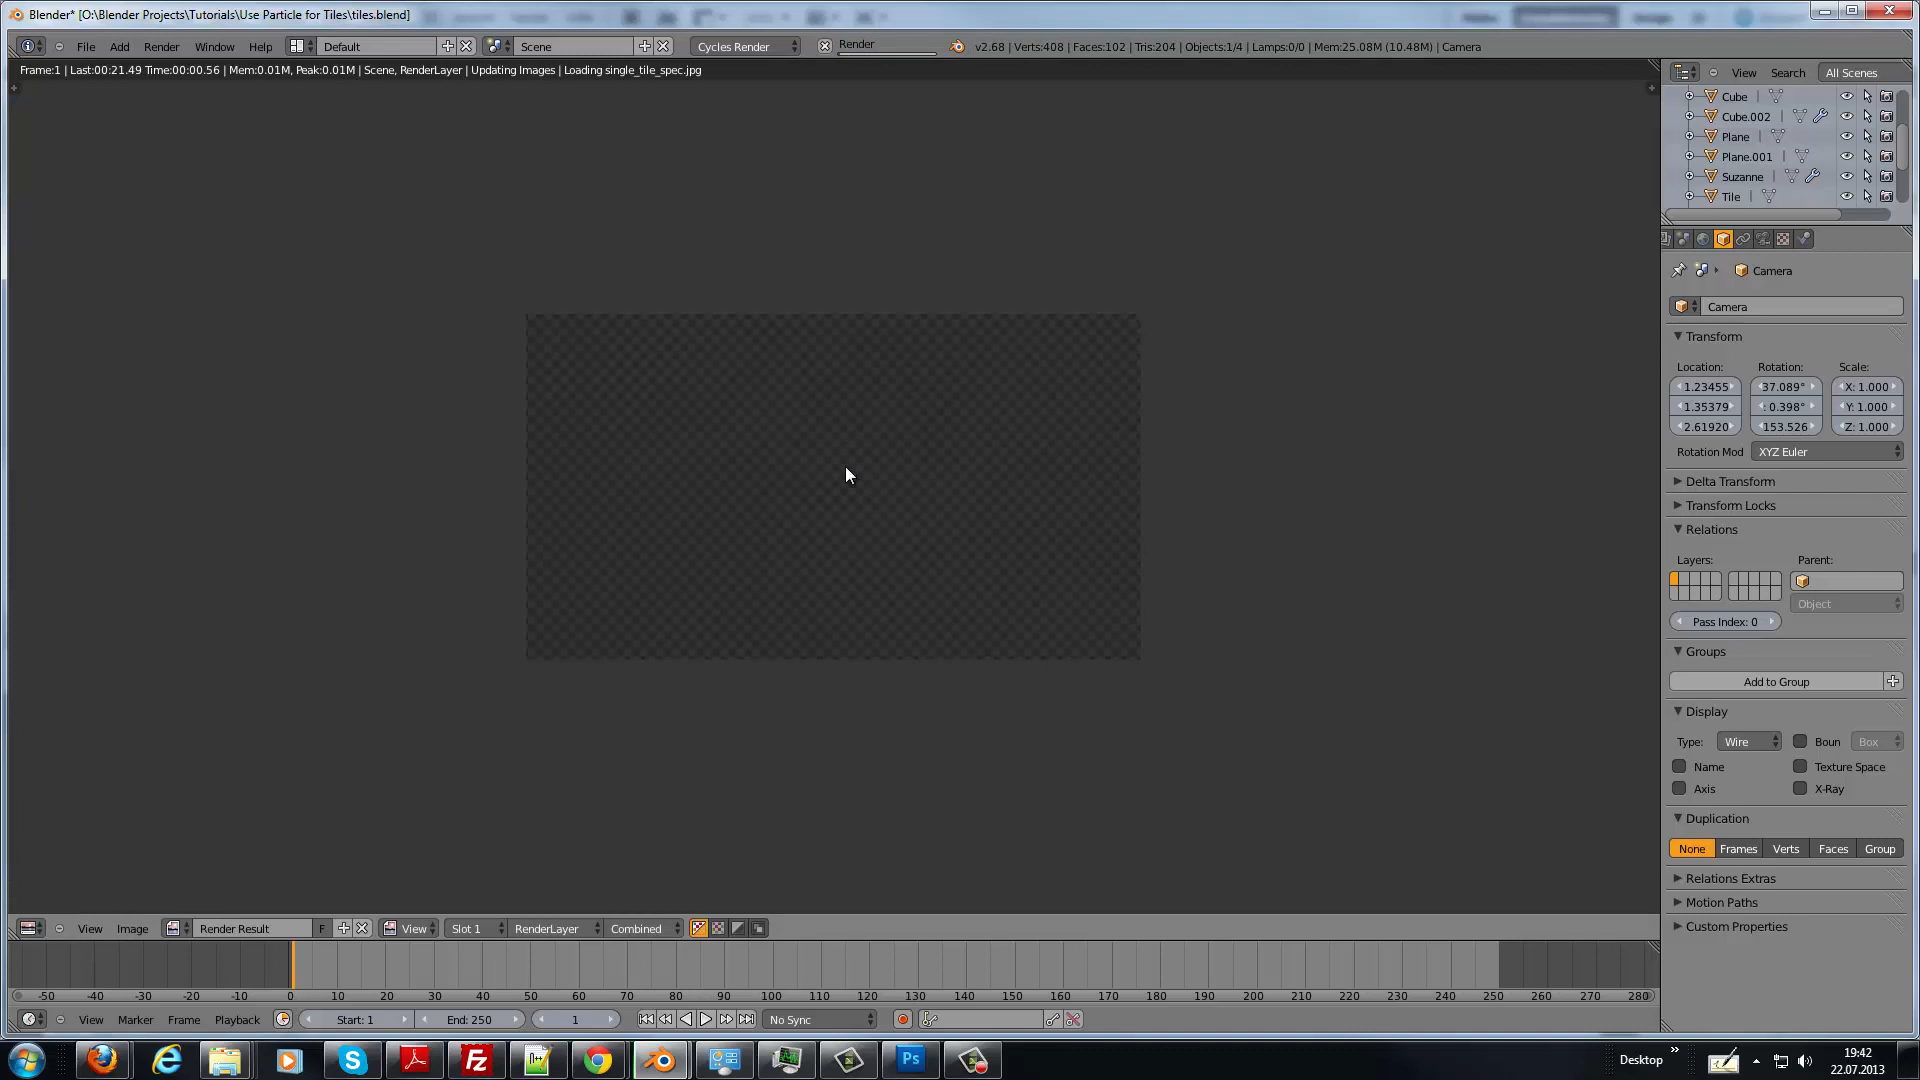 Blender* [O:\Blender Projects\Tutorials\Use Particle for Tiles\tiles.blend]
File Add Render Window Help Default Scene Cycles Render Render v2.68 | Verts:408 | Faces:102 | Tris:204 | Objects:1/4 | Lamps:0/0 | Mem:25.08M (10.48M) | Camera
Frame:1 | Last:00:21.49 Time:00:00.56 | Mem:0.01M, Peak:0.01M | Scene, RenderLayer | Updating Images | Loading single_tile_spec.jpg
View Search All Scenes
Cube
Cube.002
Plane
Plane.001
Suzanne
Tile
Camera
Camera
Transform
Location: Rotation: Scale:
1.23455 37.089° X: 1.000
1.35379 : 0.398° Y: 1.000
2.61920 153.526 Z: 1.000
Rotation Mod XYZ Euler
Delta Transform
Transform Locks
Relations
Layers: Parent:
Object
Pass Index: 0
Groups
Add to Group
Display
Type: Wire Boun Box
Name Texture Space
Axis X-Ray
Duplication
None Frames Verts Faces Group
Relations Extras
Motion Paths
Custom Properties
View Image Render Result F View Slot 1 RenderLayer Combined
-50 -40 -30 -20 -10 0 10 20 30 40 50 60 70 80 90 100 110 120 130 140 150 160 170 180 190 200 210 220 230 240 250 260 270 280
View Marker Frame Playback Start: 1 End: 250 1 No Sync
Desktop
19:42
22.07.2013
Ps
Fz